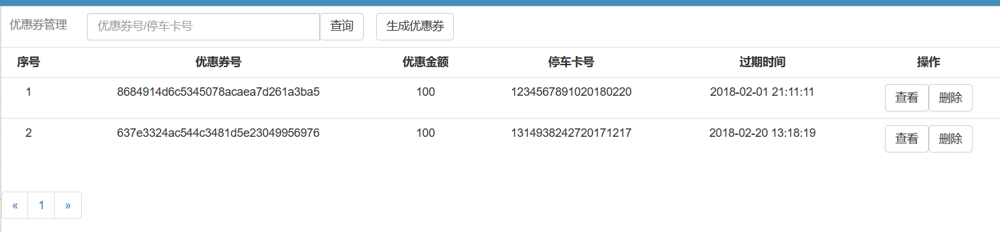 优惠券管理 优惠券号/停车卡号 查询 生成优惠券
序号 优惠券号 优惠金额 停车卡号 过期时间 操作
1 8684914d6c5345078acaea7d261a3ba5 100 1234567891020180220 2018-02-01 21:11:11 查看 删除
2 637e3324ac544c3481d5e23049956976 100 1314938242720171217 2018-02-20 13:18:19 查看 删除
« 1 »